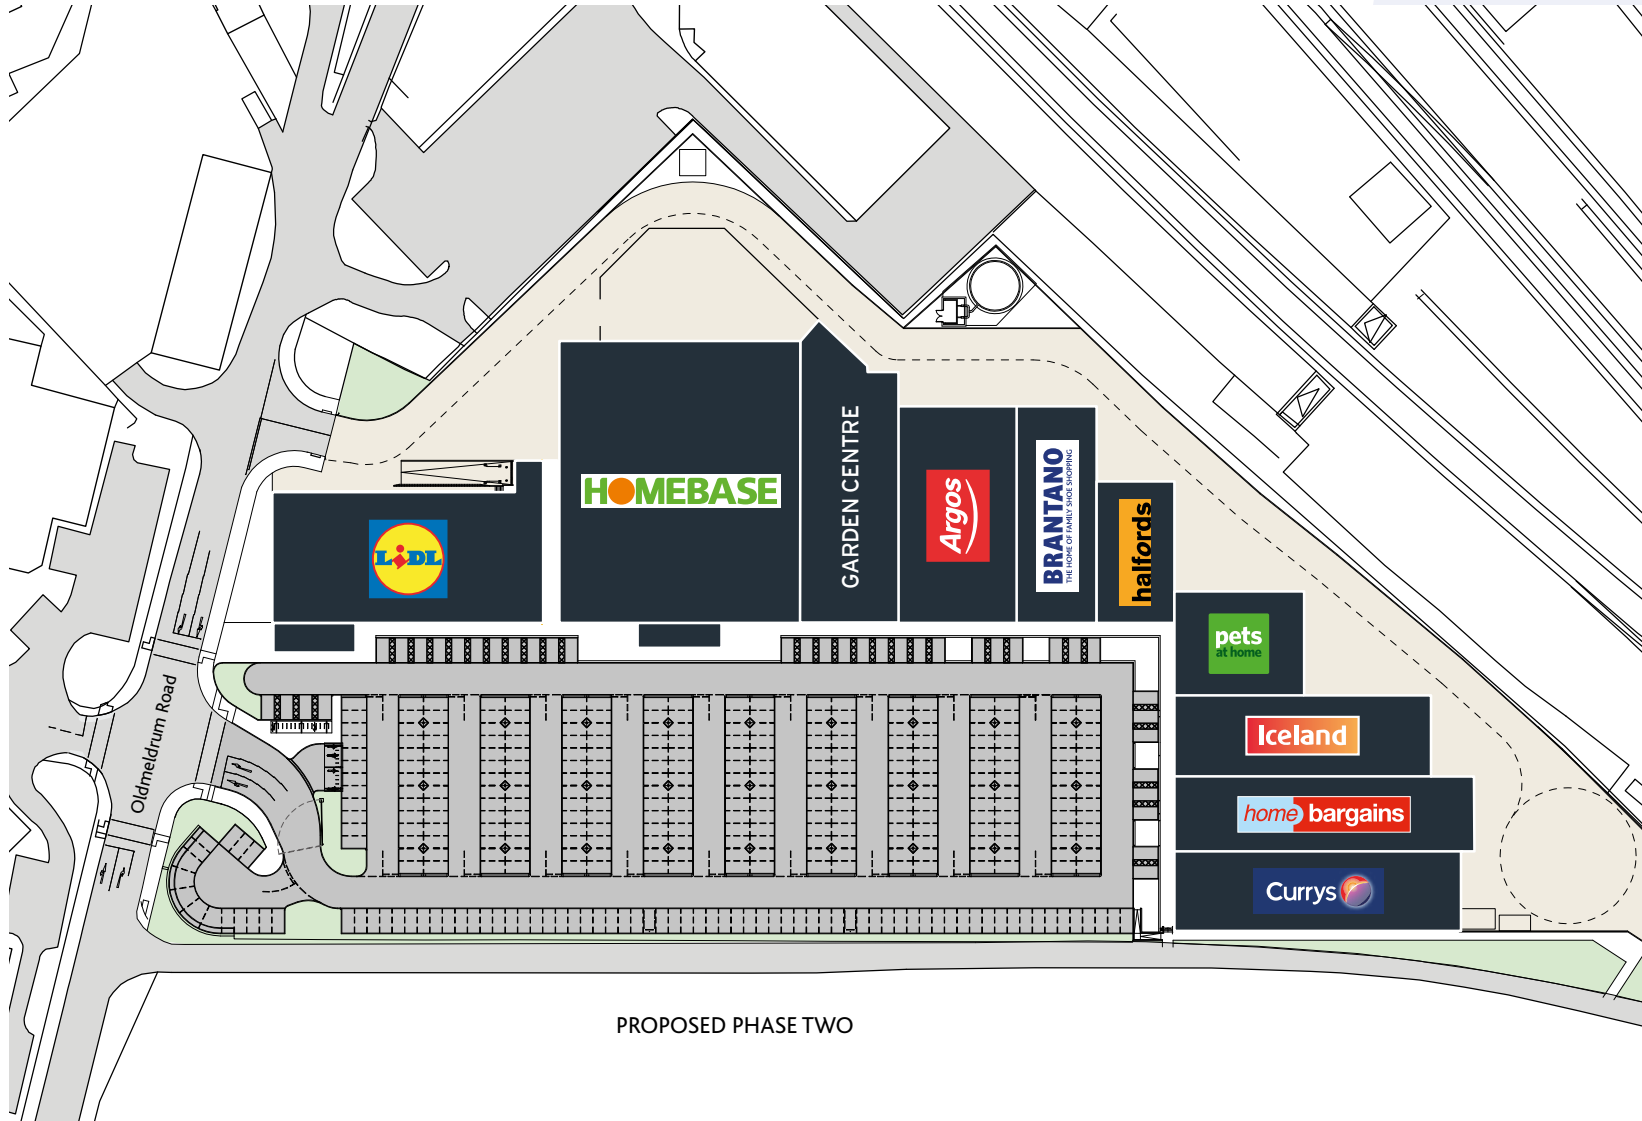 LiDL
HOMEBASE
GARDEN CENTRE
Argos
BRANTANO
THE HOME OF FAMILY SHOE SHOPPING
halfords
pets
at home
Iceland
home bargains
Currys
Oldmeldrum Road
PROPOSED PHASE TWO